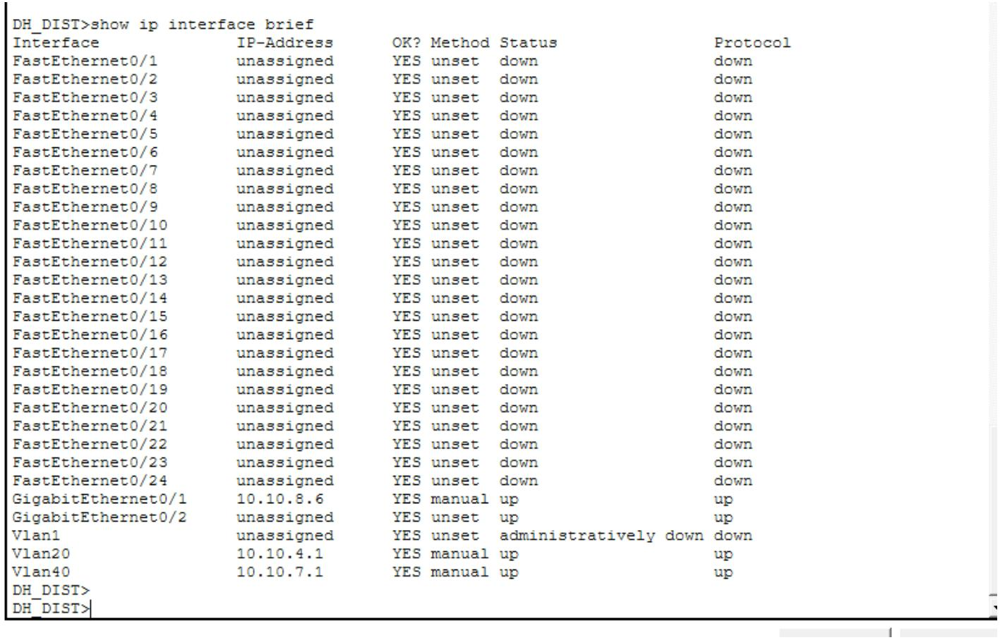 DH_DIST>show ip interface brief
Interface              IP-Address      OK? Method Status                Protocol
FastEthernet0/1        unassigned      YES unset  down                  down
FastEthernet0/2        unassigned      YES unset  down                  down
FastEthernet0/3        unassigned      YES unset  down                  down
FastEthernet0/4        unassigned      YES unset  down                  down
FastEthernet0/5        unassigned      YES unset  down                  down
FastEthernet0/6        unassigned      YES unset  down                  down
FastEthernet0/7        unassigned      YES unset  down                  down
FastEthernet0/8        unassigned      YES unset  down                  down
FastEthernet0/9        unassigned      YES unset  down                  down
FastEthernet0/10       unassigned      YES unset  down                  down
FastEthernet0/11       unassigned      YES unset  down                  down
FastEthernet0/12       unassigned      YES unset  down                  down
FastEthernet0/13       unassigned      YES unset  down                  down
FastEthernet0/14       unassigned      YES unset  down                  down
FastEthernet0/15       unassigned      YES unset  down                  down
FastEthernet0/16       unassigned      YES unset  down                  down
FastEthernet0/17       unassigned      YES unset  down                  down
FastEthernet0/18       unassigned      YES unset  down                  down
FastEthernet0/19       unassigned      YES unset  down                  down
FastEthernet0/20       unassigned      YES unset  down                  down
FastEthernet0/21       unassigned      YES unset  down                  down
FastEthernet0/22       unassigned      YES unset  down                  down
FastEthernet0/23       unassigned      YES unset  down                  down
FastEthernet0/24       unassigned      YES unset  down                  down
GigabitEthernet0/1     10.10.8.6       YES manual up                    up
GigabitEthernet0/2     unassigned      YES unset  up                    up
Vlan1                  unassigned      YES unset  administratively down down
Vlan20                 10.10.4.1       YES manual up                    up
Vlan40                 10.10.7.1       YES manual up                    up
DH_DIST>
DH_DIST>